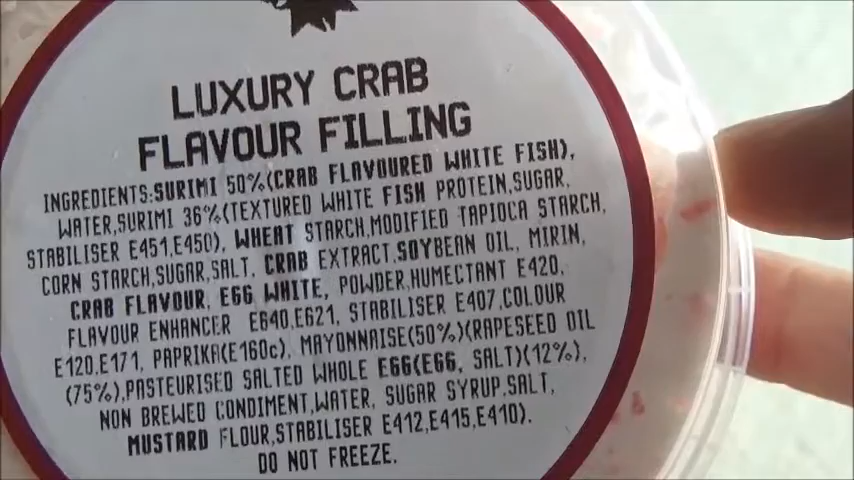 LUXURY CRAB
FLAVOUR FILLING
INGREDIENTS:SURIMI 50%(CRAB FLAVOURED WHITE FISH),
WATER,SURIMI 36%(TEXTURED WHITE FISH PROTEIN,SUGAR,
STABILISER E451,E450), WHEAT STARCH,MODIFIED TAPIOCA STARCH,
CORN STARCH,SUGAR,SALT, CRAB EXTRACT,SOYBEAN OIL, MIRIN,
CRAB FLAVOUR, EGG WHITE, POWDER,HUMECTANT E420,
FLAVOUR ENHANCER E640,E621, STABILISER E407,COLOUR
E120,E171, PAPRIKA(E160c), MAYONNAISE(50%)(RAPESEED OIL
(75%),PASTEURISED SALTED WHOLE EGG(EGG, SALT)(12%),
NON BREWED CONDIMENT,WATER, SUGAR SYRUP,SALT,
MUSTARD FLOUR,STABILISER E412,E415,E410).
DO NOT FREEZE.